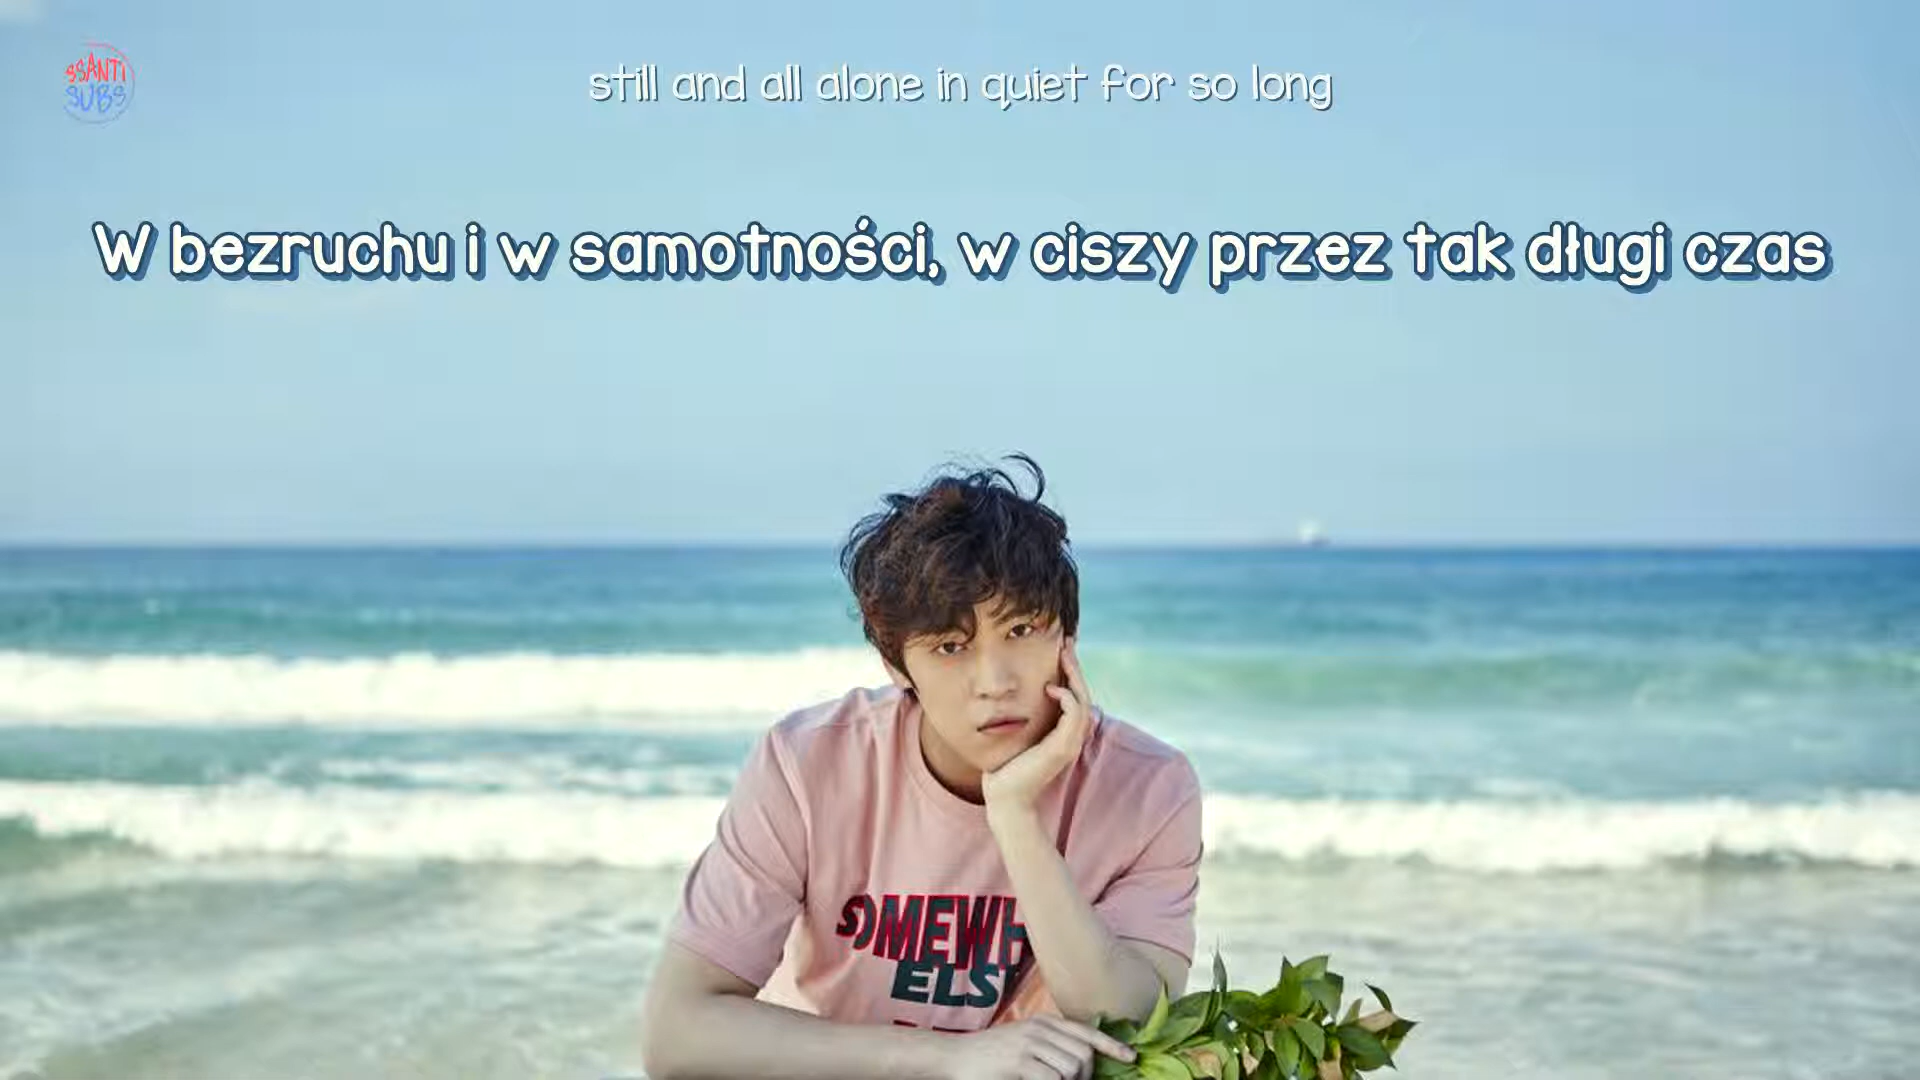 SSANTI
SUBS
still and all alone in quiet for so long
W bezruchu i w samotności, w ciszy przez tak długi czas
SOMEWH
ELS